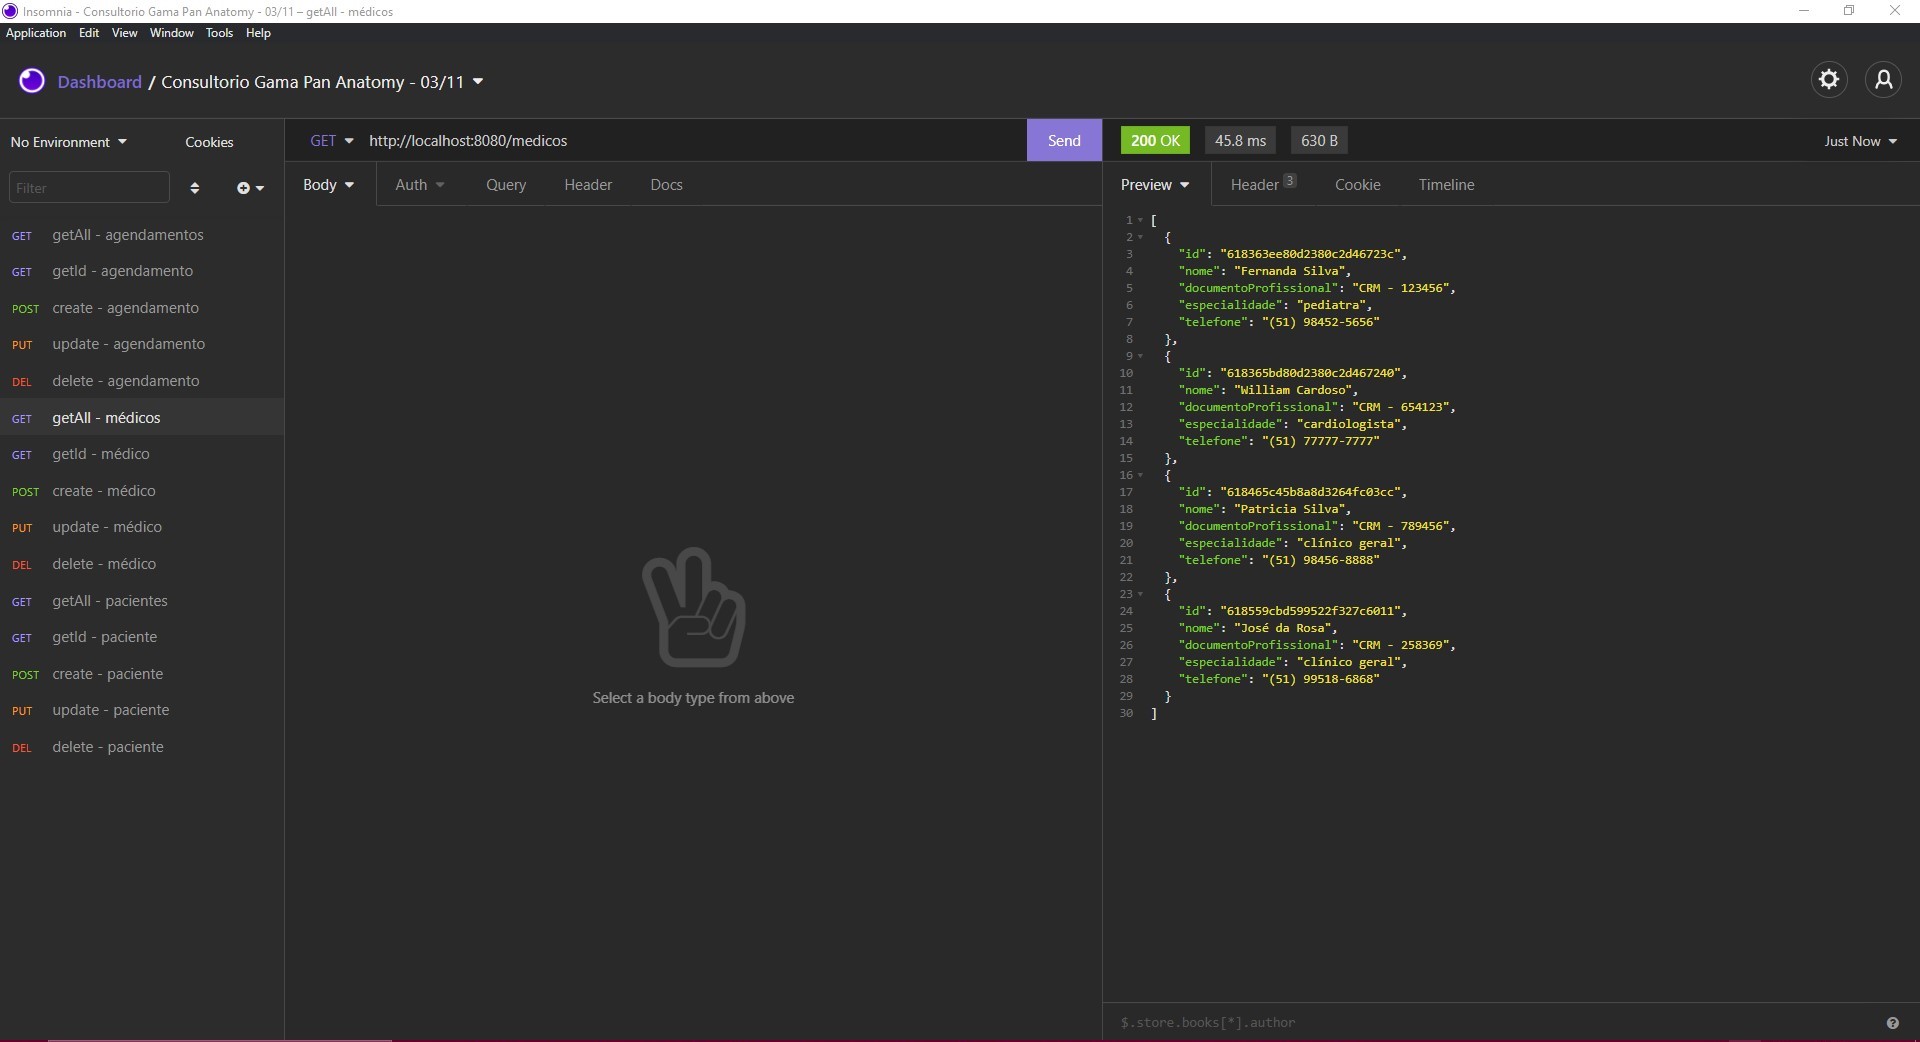 Insomnia - Consultorio Gama Pan Anatomy - 03/11 – getAll - médicos
Application Edit View Window Tools Help
Dashboard / Consultorio Gama Pan Anatomy - 03/11
No Environment Cookies
GET http://localhost:8080/medicos Send
200 OK 45.8 ms 630 B Just Now
Filter
Body Auth Query Header Docs
Preview Header 3 Cookie Timeline
GET getAll - agendamentos
GET getId - agendamento
POST create - agendamento
PUT update - agendamento
DEL delete - agendamento
GET getAll - médicos
GET getId - médico
POST create - médico
PUT update - médico
DEL delete - médico
GET getAll - pacientes
GET getId - paciente
POST create - paciente
PUT update - paciente
DEL delete - paciente
Select a body type from above
1 [
2 {
3 "id": "618363ee80d2380c2d46723c",
4 "nome": "Fernanda Silva",
5 "documentoProfissional": "CRM - 123456",
6 "especialidade": "pediatra",
7 "telefone": "(51) 98452-5656"
8 },
9 {
10 "id": "618365bd80d2380c2d467240",
11 "nome": "William Cardoso",
12 "documentoProfissional": "CRM - 654123",
13 "especialidade": "cardiologista",
14 "telefone": "(51) 77777-7777"
15 },
16 {
17 "id": "618465c45b8a8d3264fc03cc",
18 "nome": "Patricia Silva",
19 "documentoProfissional": "CRM - 789456",
20 "especialidade": "clínico geral",
21 "telefone": "(51) 98456-8888"
22 },
23 {
24 "id": "618559cbd599522f327c6011",
25 "nome": "José da Rosa",
26 "documentoProfissional": "CRM - 258369",
27 "especialidade": "clínico geral",
28 "telefone": "(51) 99518-6868"
29 }
30 ]
$.store.books[*].author